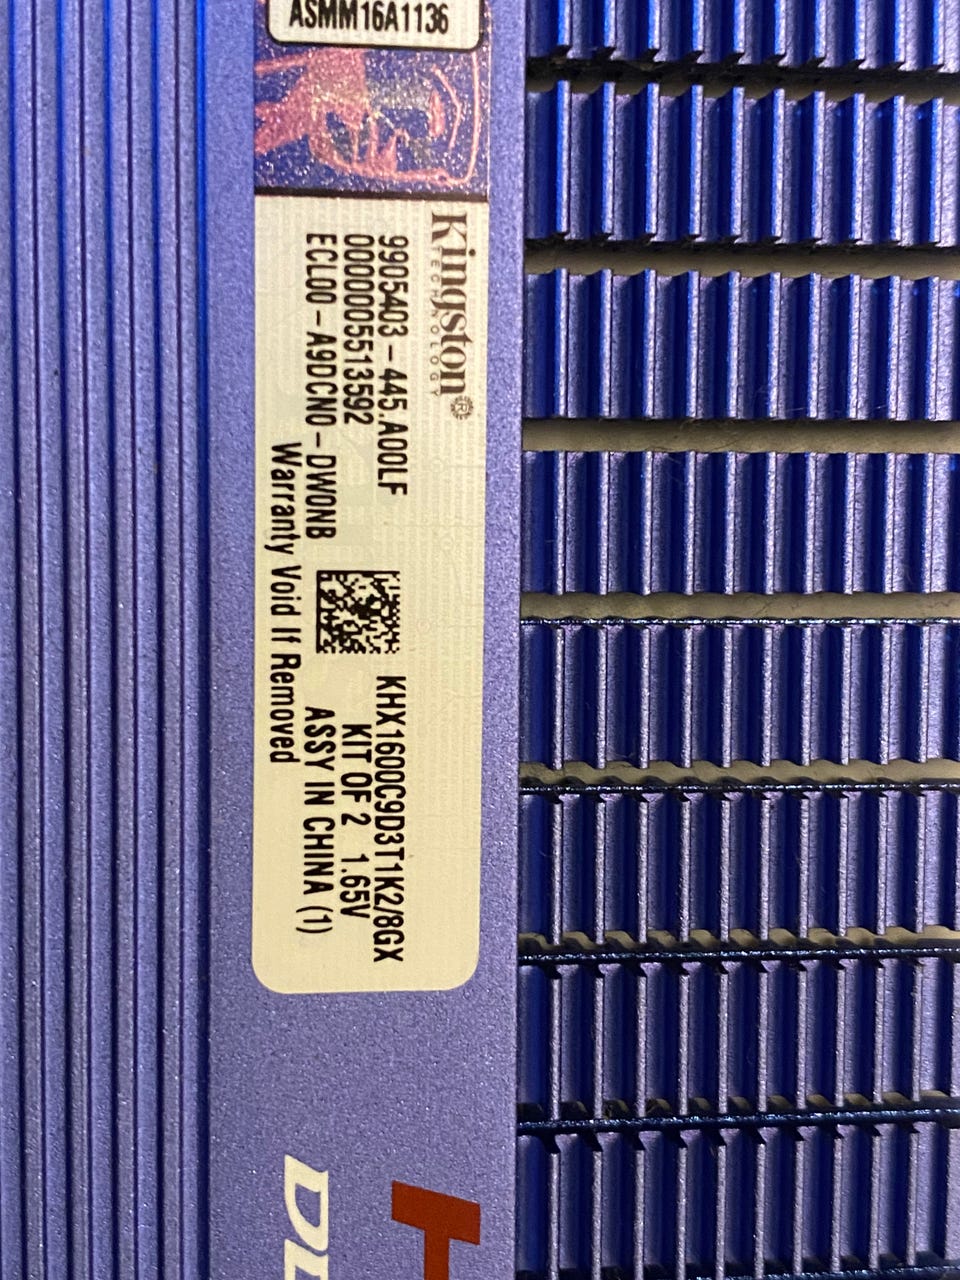 ASMM16A1136
Kingston®
TECHNOLOGY
9905403-445.A00LF
0000005513592
ECL00-A9DCN0-DW0NB
Warranty Void If Removed
KHX1600C9D3T1K2/8GX
KIT OF 2 1.65V
ASSY IN CHINA (1)